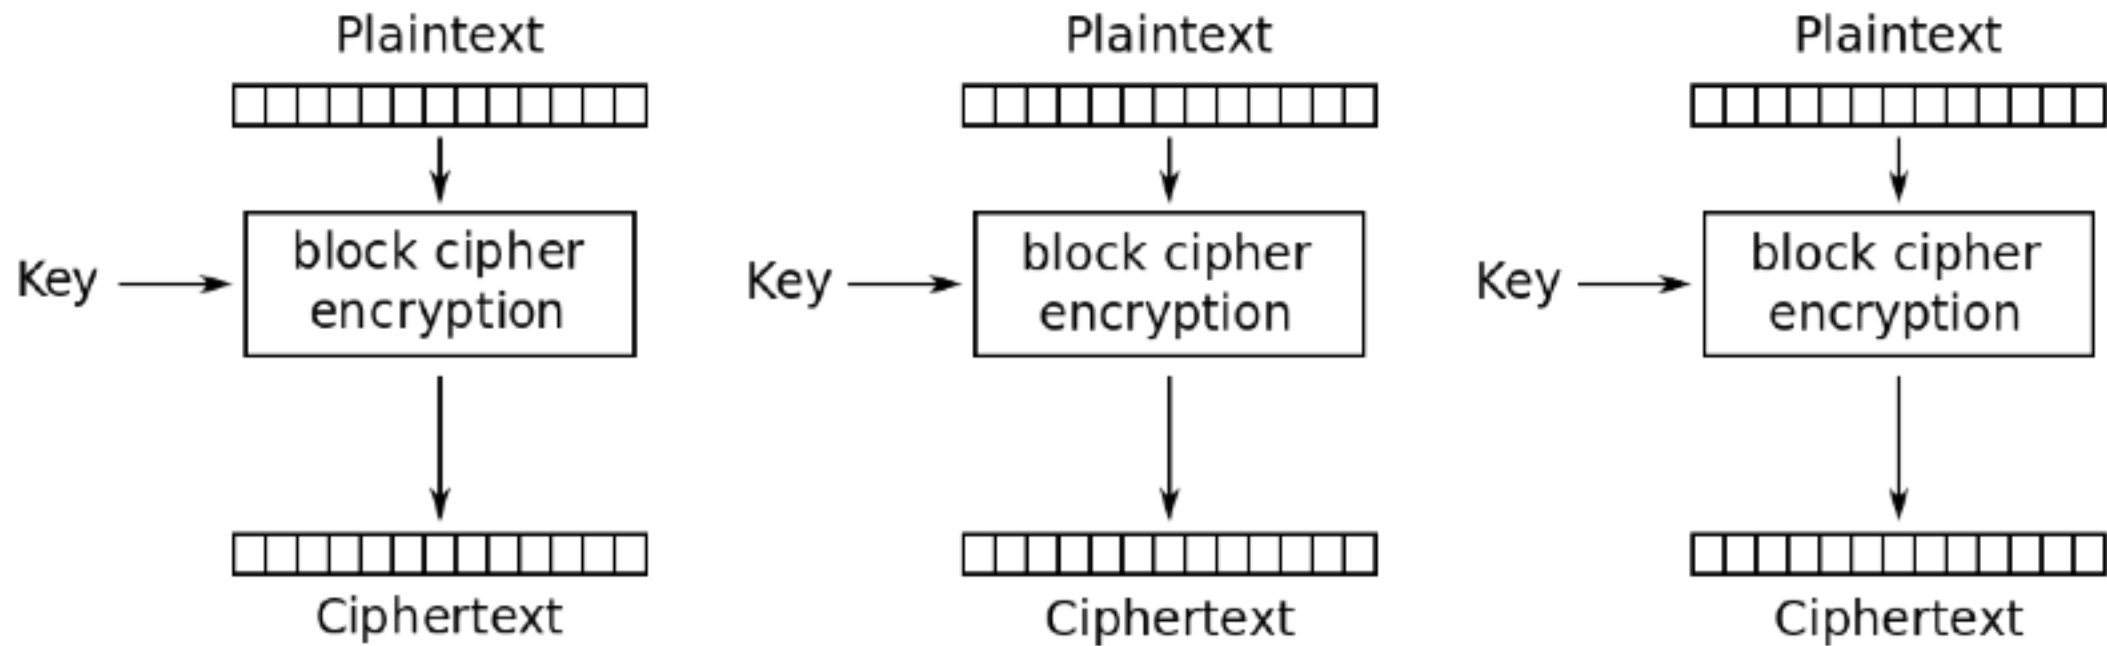 Plaintext
Plaintext
Plaintext
Key
block cipher
encryption
Key
block cipher
encryption
Key
block cipher
encryption
Ciphertext
Ciphertext
Ciphertext